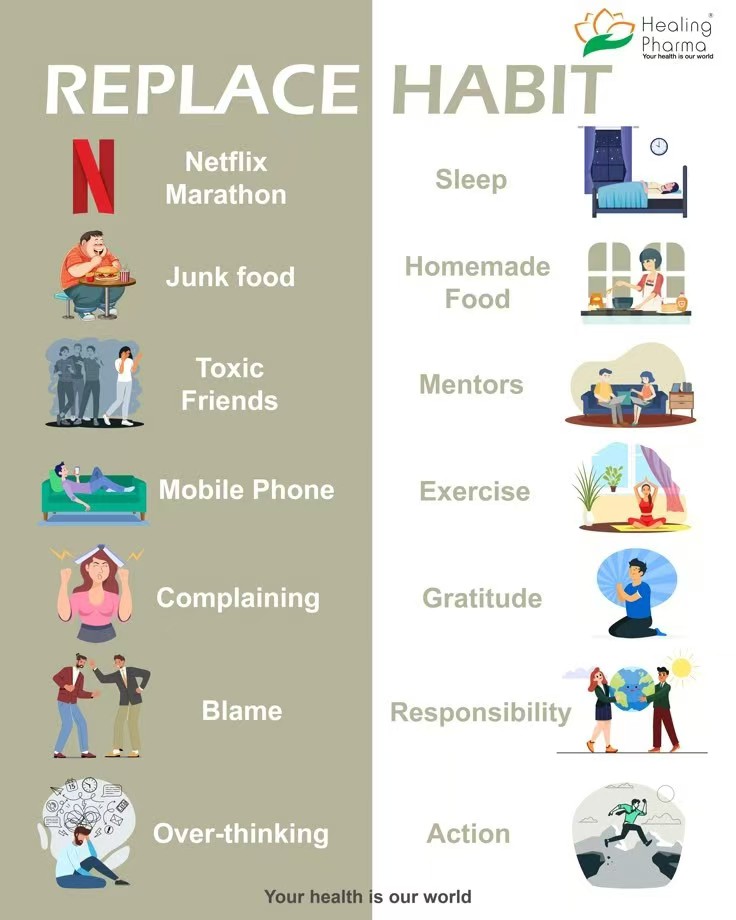 Healing®
Pharma
Your health is our world
REPLACE HABIT
Netflix
Marathon
Sleep
Junk food
Homemade
Food
Toxic
Friends
Mentors
Mobile Phone
Exercise
Complaining
Gratitude
Blame
Responsibility
Over-thinking
Action
Your health is our world